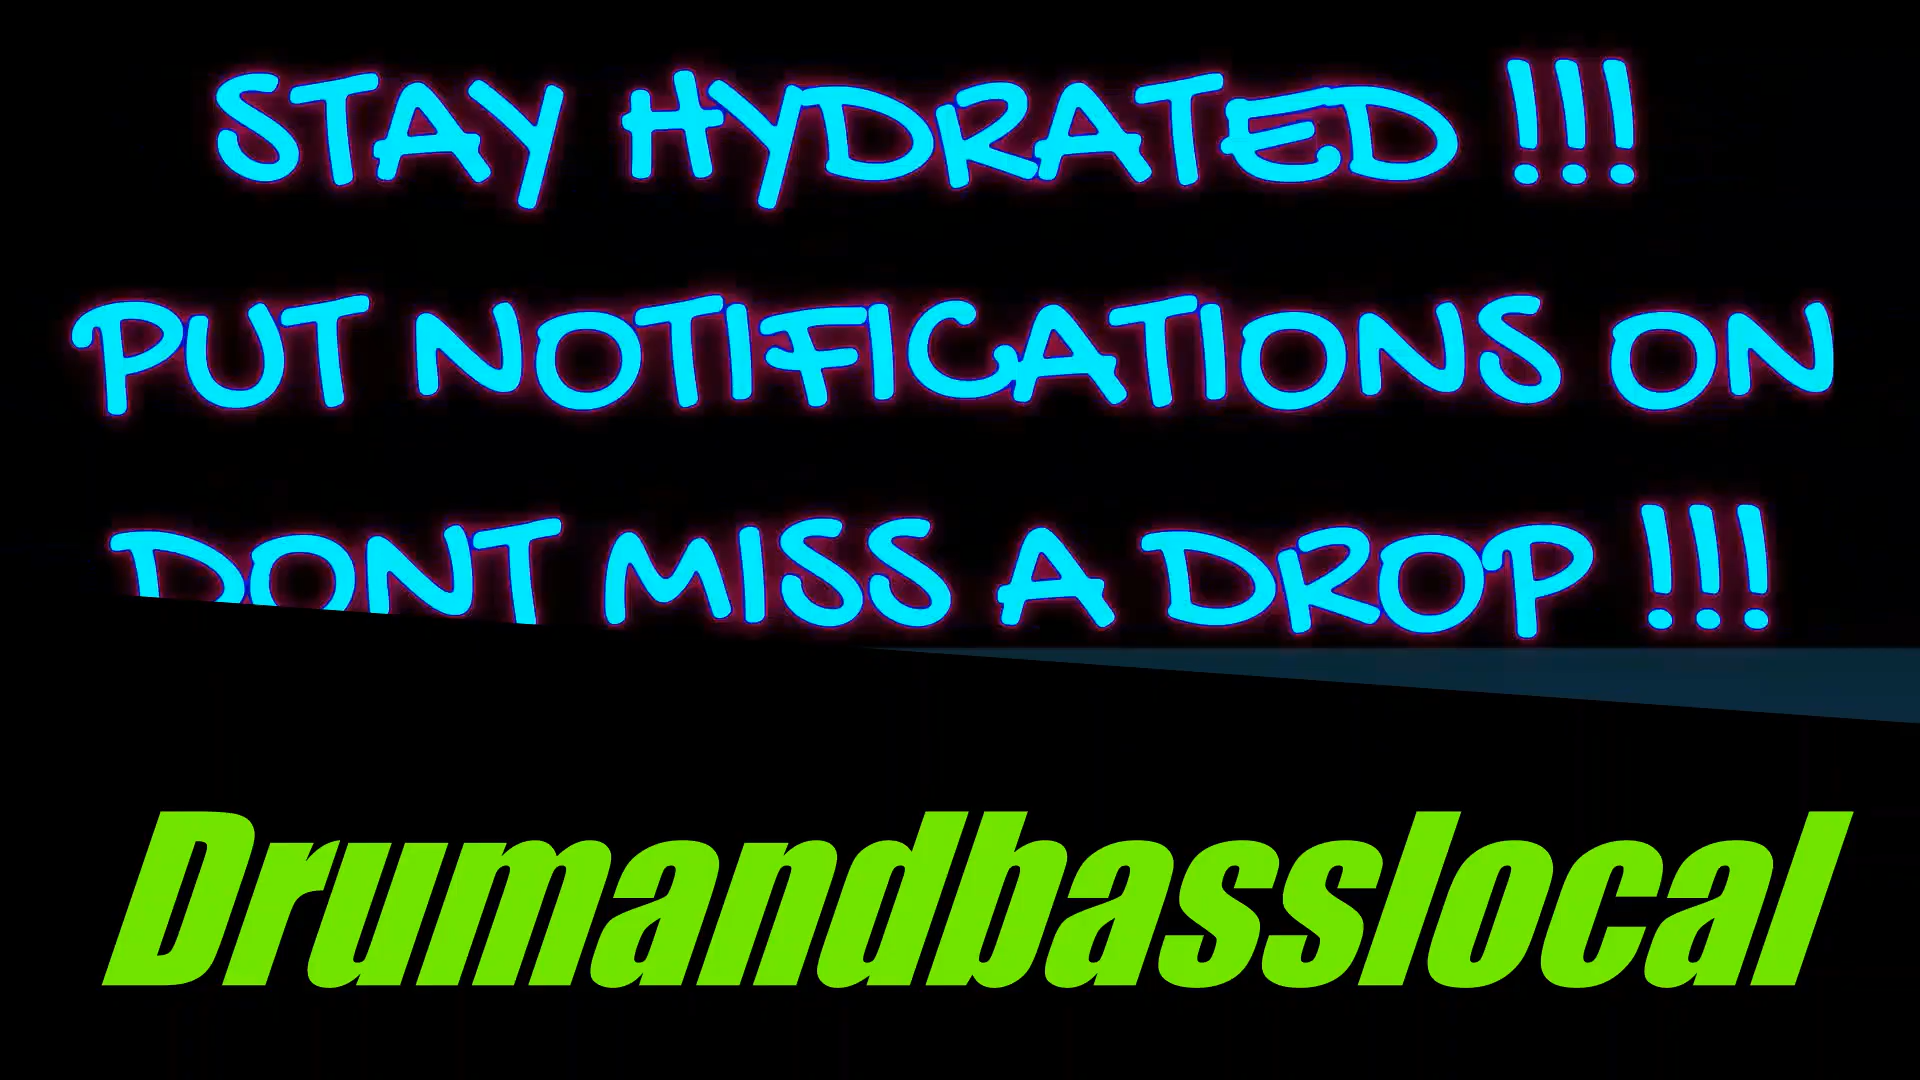 STAY HYDRATED !!!
PUT NOTIFICATIONS ON
DONT MISS A DROP !!!
Drumandbasslocal